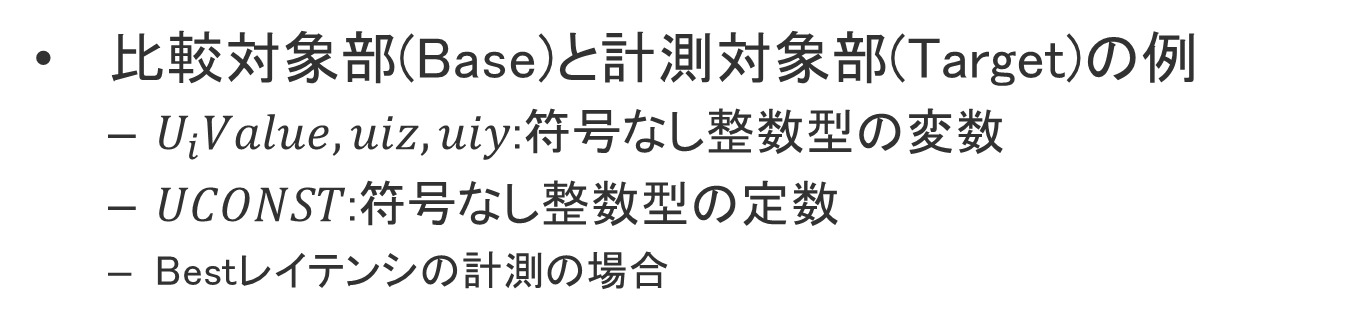 • 比較対象部(Base)と計測対象部(Target)の例
– UᵢValue,uiz,uiy:符号なし整数型の変数
– UCONST:符号なし整数型の定数
– Bestレイテンシの計測の場合